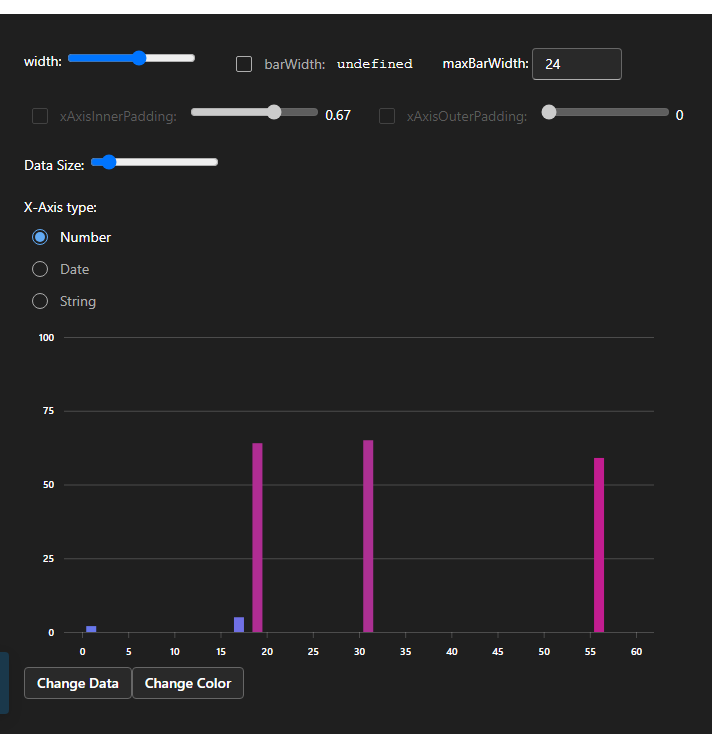 width: barWidth: undefined maxBarWidth: 24
xAxisInnerPadding: 0.67 xAxisOuterPadding: 0
Data Size:
X-Axis type:
Number
Date
String
100
75
50
25
0
0 5 10 15 20 25 30 35 40 45 50 55 60
Change Data Change Color